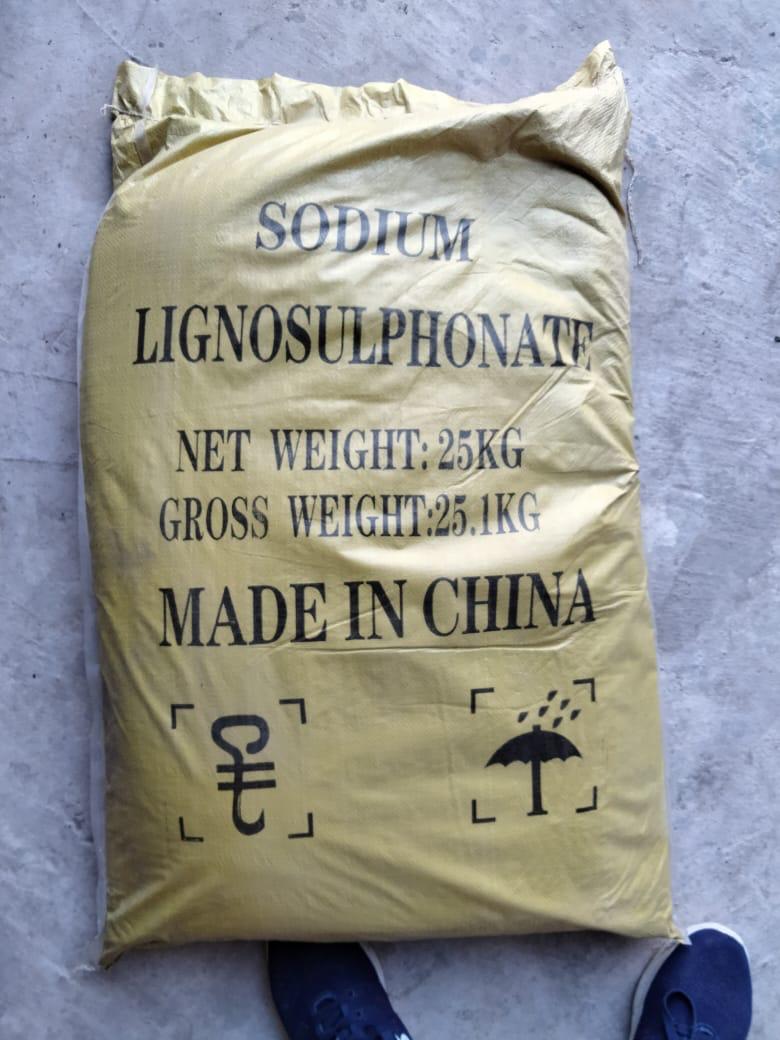 SODIUM
LIGNOSULPHONATE
NET WEIGHT: 25KG
GROSS WEIGHT:25.1KG
MADE IN CHINA